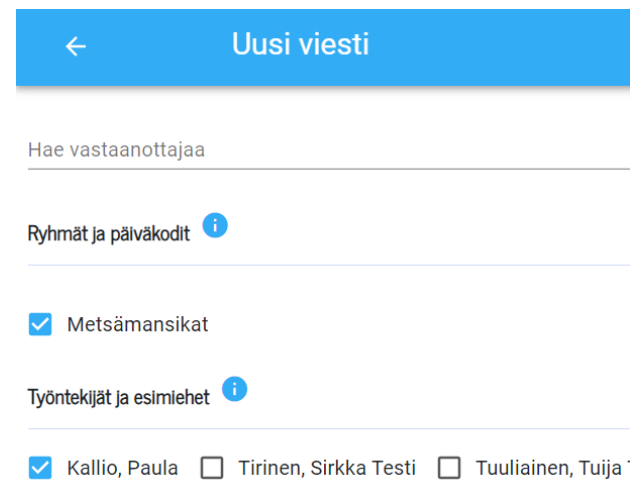 Uusi viesti
Hae vastaanottajaa
Ryhmät ja päiväkodit
Metsämansikat
Työntekijät ja esimiehet
Kallio, Paula Tirinen, Sirkka Testi Tuuliainen, Tuija